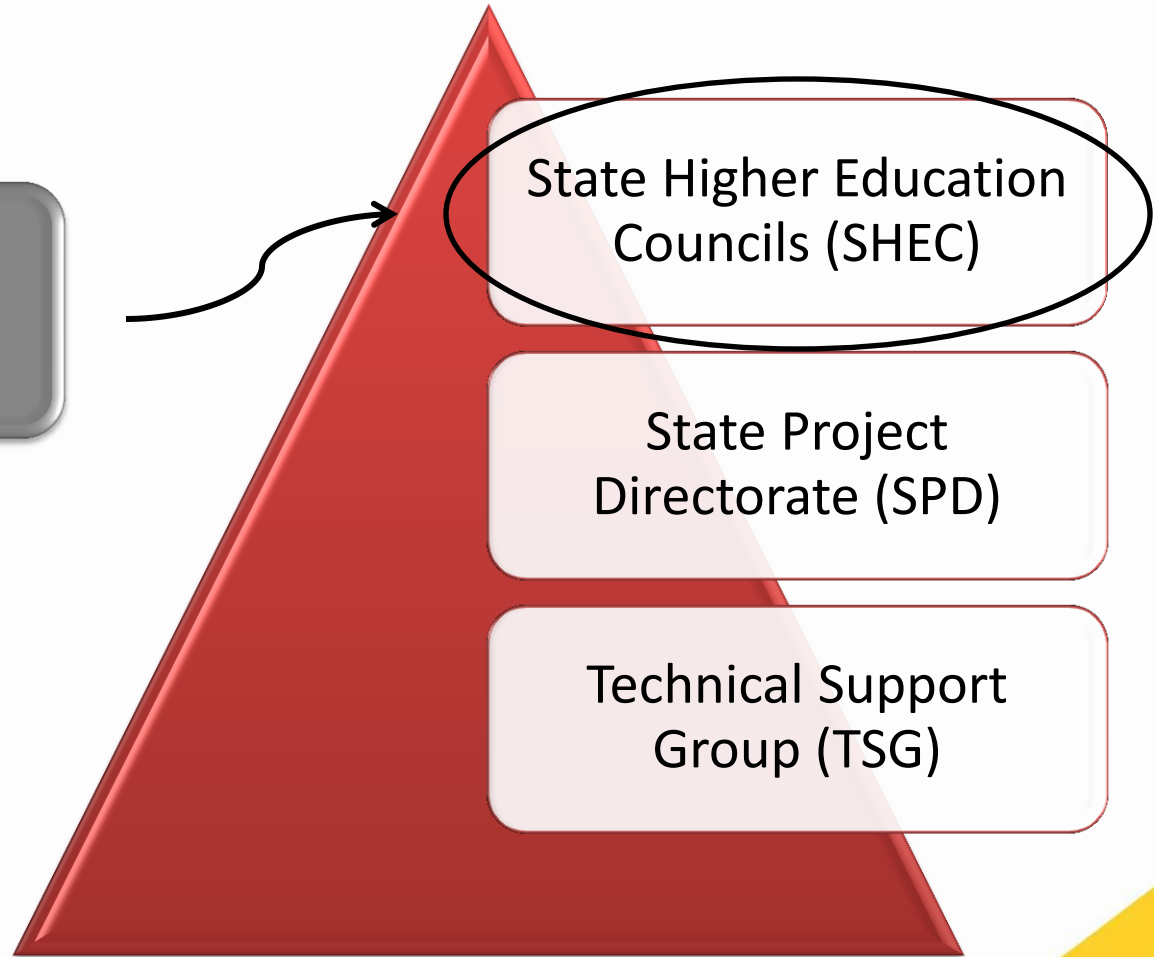 State Higher Education
Councils (SHEC)
State Project
Directorate (SPD)
Technical Support
Group (TSG)